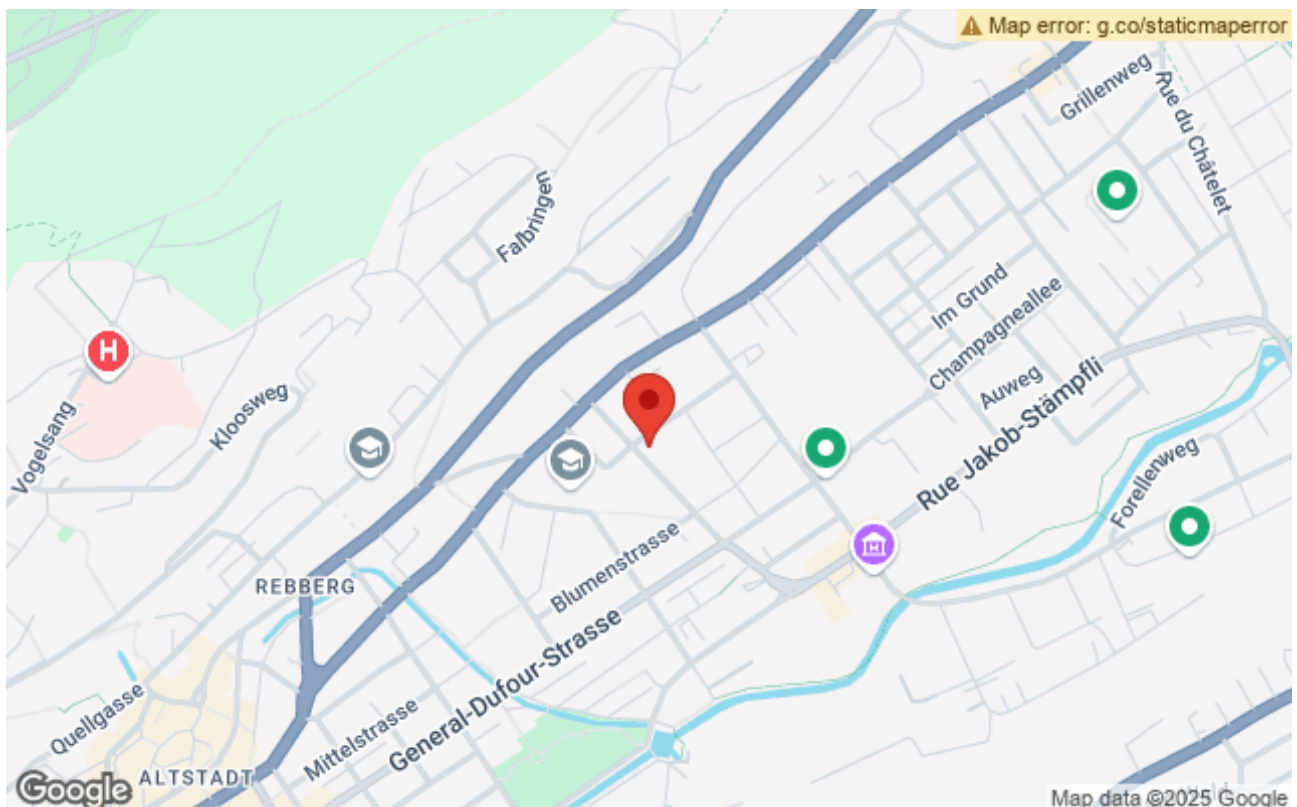 Map error: g.co/staticmaperror
Grillenweg
Rue du Châtelet
Falbringen
Im Grund
Champagneallee
H
Auweg
Kloosweg
Vogelsang
Rue Jakob-Stämpfli
Forellenweg
Blumenstrasse
REBBERG
General-Dufour-Strasse
Quellgasse
Mittelstrasse
ALTSTADT
Google
Map data ©2025 Google